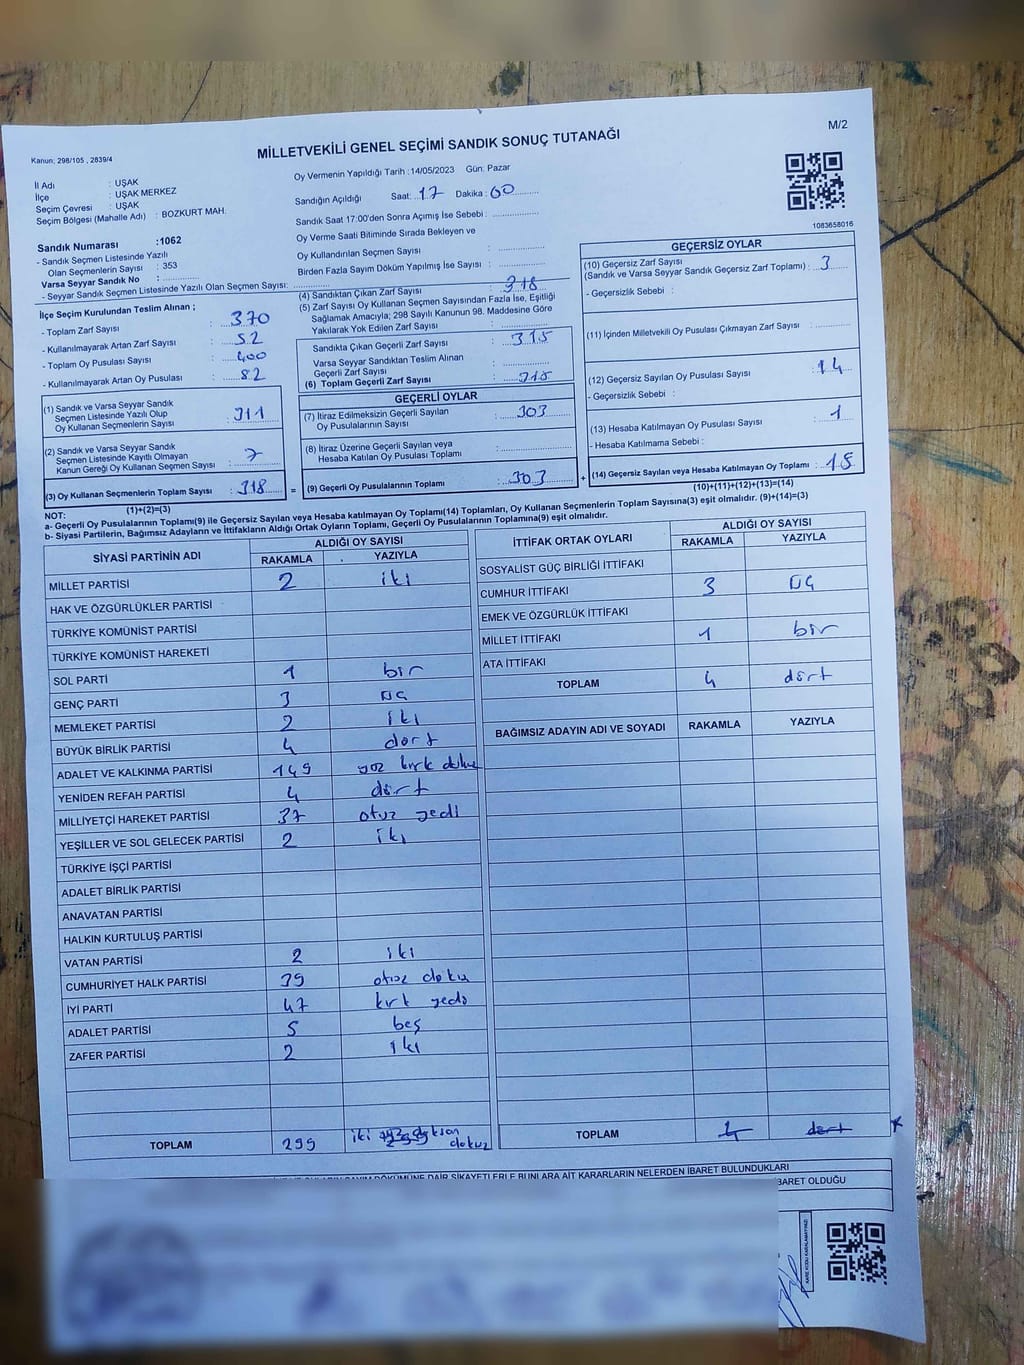 M/2
Kanun; 298/105 , 2839/4
MİLLETVEKİLİ GENEL SEÇİMİ SANDIK SONUÇ TUTANAĞI
İl Adı : UŞAK
İlçe : UŞAK MERKEZ
Seçim Çevresi : UŞAK
Seçim Bölgesi (Mahalle Adı) : BOZKURT MAH.
Sandık Numarası :1062
- Sandık Seçmen Listesinde Yazılı
Olan Seçmenlerin Sayısı : 353
Varsa Seyyar Sandık No :
- Seyyar Sandık Seçmen Listesinde Yazılı Olan Seçmen Sayısı:
Oy Vermenin Yapıldığı Tarih :14/05/2023 Gün: Pazar
Sandığın Açıldığı Saat: 17 Dakika : 00
Sandık Saat 17:00'den Sonra Açımış İse Sebebi :
Oy Verme Saati Bitiminde Sırada Bekleyen ve
Oy Kullandırılan Seçmen Sayısı :
Birden Fazla Sayım Döküm Yapılmış İse Sayısı :
1083658016
İlçe Seçim Kurulundan Teslim Alınan ;
- Toplam Zarf Sayısı : 370
- Kullanılmayarak Artan Zarf Sayısı : 52
- Toplam Oy Pusulası Sayısı : 400
- Kullanılmayarak Artan Oy Pusulası : 82
(1) Sandık ve Varsa Seyyar Sandık
Seçmen Listesinde Yazılı Olup
Oy Kullanan Seçmenlerin Sayısı : 311
(2) Sandık ve Varsa Seyyar Sandık
Seçmen Listesinde Kayıtlı Olmayan
Kanun Gereği Oy Kullanan Seçmen Sayısı : 7
(3) Oy Kullanan Seçmenlerin Toplam Sayısı : 318
(1)+(2)=(3)
(4) Sandıktan Çıkan Zarf Sayısı : 318
(5) Zarf Sayısı Oy Kullanan Seçmen Sayısından Fazla İse, Eşitliği
Sağlamak Amacıyla; 298 Sayılı Kanunun 98. Maddesine Göre
Yakılarak Yok Edilen Zarf Sayısı :
Sandıkta Çıkan Geçerli Zarf Sayısı : 315
Varsa Seyyar Sandıktan Teslim Alınan
Geçerli Zarf Sayısı :
(6) Toplam Geçerli Zarf Sayısı : 315
GEÇERLİ OYLAR
(7) İtiraz Edilmeksizin Geçerli Sayılan
Oy Pusulalarının Sayısı : 303
(8) İtiraz Üzerine Geçerli Sayılan veya
Hesaba Katılan Oy Pusulası Toplamı :
= (9) Geçerli Oy Pusulalarının Toplamı : 303 +
GEÇERSİZ OYLAR
(10) Geçersiz Zarf Sayısı
(Sandık ve Varsa Seyyar Sandık Geçersiz Zarf Toplamı) : 3
- Geçersizlik Sebebi :
(11) İçinden Milletvekili Oy Pusulası Çıkmayan Zarf Sayısı :
(12) Geçersiz Sayılan Oy Pusulası Sayısı : 14
- Geçersizlik Sebebi :
(13) Hesaba Katılmayan Oy Pusulası Sayısı : 1
- Hesaba Katılmama Sebebi :
(14) Geçersiz Sayılan veya Hesaba Katılmayan Oy Toplamı : 15
(10)+(11)+(12)+(13)=(14)
NOT:
a- Geçerli Oy Pusulalarının Toplamı(9) ile Geçersiz Sayılan veya Hesaba katılmayan Oy Toplamı(14) Toplamları, Oy Kullanan Seçmenlerin Toplam Sayısına(3) eşit olmalıdır. (9)+(14)=(3)
b- Siyasi Partilerin, Bağımsız Adayların ve İttifakların Aldığı Ortak Oyların Toplamı, Geçerli Oy Pusulalarının Toplamına(9) eşit olmalıdır.
SİYASİ PARTİNİN ADI ALDIĞI OY SAYISI
RAKAMLA YAZIYLA
MİLLET PARTİSİ 2 iki
HAK VE ÖZGÜRLÜKLER PARTİSİ
TÜRKİYE KOMÜNİST PARTİSİ
TÜRKİYE KOMÜNİST HAREKETİ
SOL PARTİ 1 bir
GENÇ PARTİ 3 üç
MEMLEKET PARTİSİ 2 iki
BÜYÜK BİRLİK PARTİSİ 4 dört
ADALET VE KALKINMA PARTİSİ 149 yüz kırk dokuz
YENİDEN REFAH PARTİSİ 4 dört
MİLLİYETÇİ HAREKET PARTİSİ 37 otuz yedi
YEŞİLLER VE SOL GELECEK PARTİSİ 2 iki
TÜRKİYE İŞÇİ PARTİSİ
ADALET BİRLİK PARTİSİ
ANAVATAN PARTİSİ
HALKIN KURTULUŞ PARTİSİ
VATAN PARTİSİ 2 iki
CUMHURİYET HALK PARTİSİ 39 otuz doku
İYİ PARTİ 47 kırk yedi
ADALET PARTİSİ 5 beş
ZAFER PARTİSİ 2 iki
TOPLAM 299 iki yüz doksan dokuz
İTTİFAK ORTAK OYLARI ALDIĞI OY SAYISI
RAKAMLA YAZIYLA
SOSYALİST GÜÇ BİRLİĞİ İTTİFAKI
CUMHUR İTTİFAKI 3 üç
EMEK VE ÖZGÜRLÜK İTTİFAKI
MİLLET İTTİFAKI 1 bir
ATA İTTİFAKI
TOPLAM 4 dört
BAĞIMSIZ ADAYIN ADI VE SOYADI RAKAMLA YAZIYLA
TOPLAM 4 dört
DÖKÜMÜNE DAİR ŞİKAYETLERLE BUNLARA AİT KARARLARIN NELERDEN İBARET BULUNDUKLARI
BARET OLDUĞU